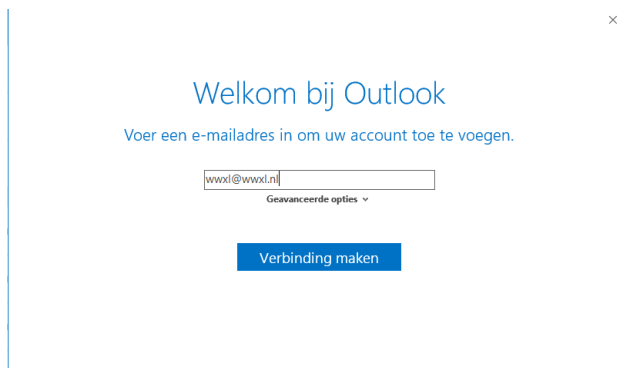 Welkom bij Outlook
Voer een e-mailadres in om uw account toe te voegen.
wwxl@wwxl.nl
Geavanceerde opties
Verbinding maken